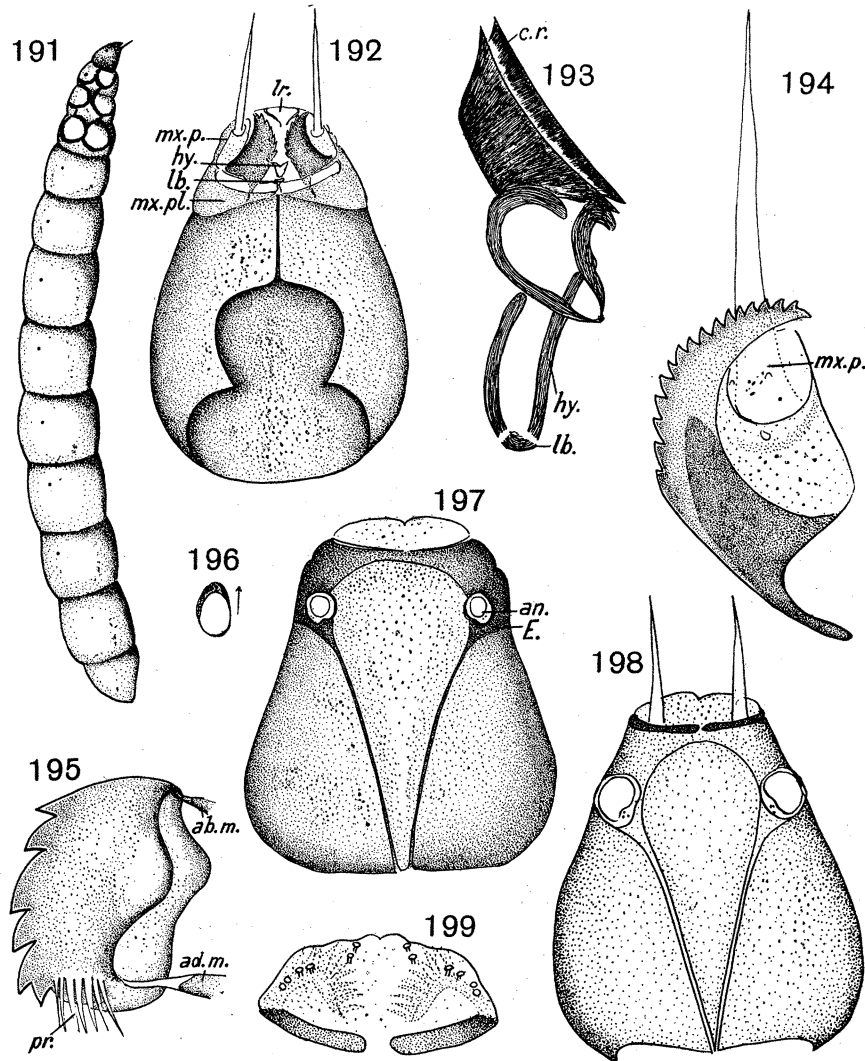 191
192
193
194
c.r.
lr.
mx.p.
hy.
lb.
mx.pl.
mx.p.
hy.
lb.
197
196
an.
E.
198
195
ab.m.
ad.m.
pr.
199